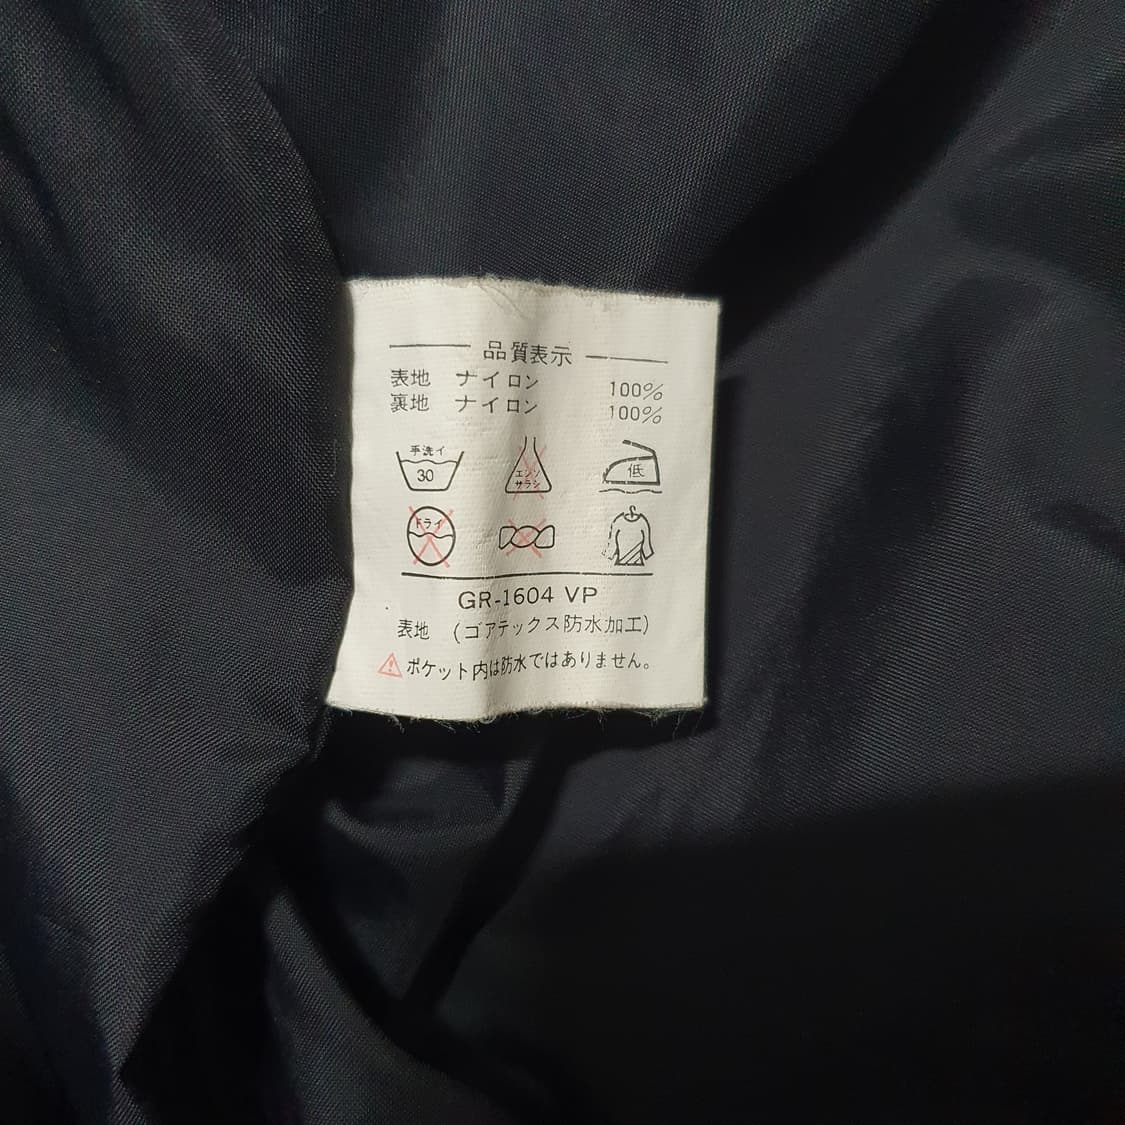 品質表示
表地 ナイロン 100%
裏地 ナイロン 100%
手洗イ
30
エンソ
サラシ
低
ドライ
GR-1604 VP
表地 (ゴアテックス防水加工)
ポケット内は防水ではありません。